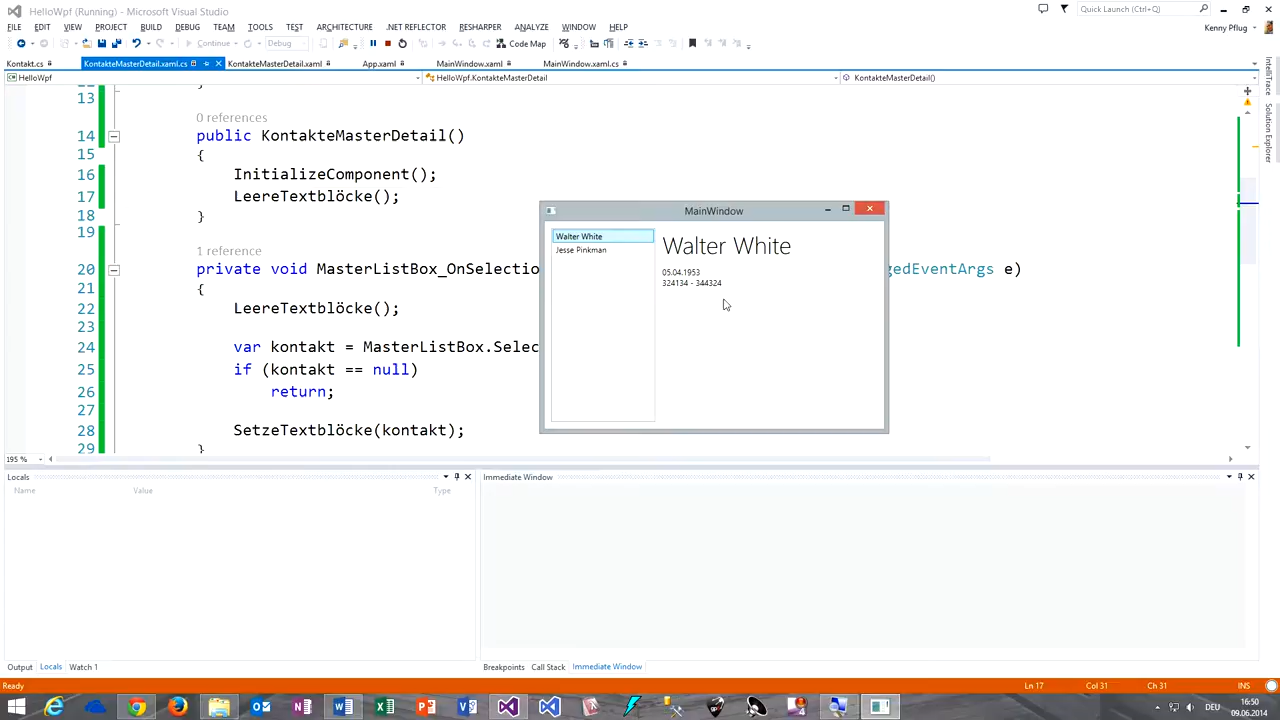 HelloWpf (Running) - Microsoft Visual Studio
Quick Launch (Ctrl+Q)
FILE EDIT VIEW PROJECT BUILD DEBUG TEAM TOOLS TEST ARCHITECTURE .NET REFLECTOR RESHARPER ANALYZE WINDOW HELP
Kenny Pflug
Continue Debug Code Map
Kontakt.cs KontakteMasterDetail.xaml.cs KontakteMasterDetail.xaml App.xaml MainWindow.xaml MainWindow.xaml.cs
HelloWpf HelloWpf.KontakteMasterDetail KontakteMasterDetail()
IntelliTrace
Solution Explorer
13
0 references
14 public KontakteMasterDetail()
15 {
16 InitializeComponent();
17 LeereTextblöcke();
18 }
19
1 reference
20 private void MasterListBox_OnSelectio gedEventArgs e)
21 {
22 LeereTextblöcke();
23
24 var kontakt = MasterListBox.Selec
25 if (kontakt == null)
26 return;
27
28 SetzeTextblöcke(kontakt);
29 }
MainWindow
Walter White
Jesse Pinkman
Walter White
05.04.1953
324134 - 344324
195 %
Locals
Name Value Type
Immediate Window
Output Locals Watch 1
Breakpoints Call Stack Immediate Window
Ready Ln 17 Col 31 Ch 31 INS
4
DEU
16:50
09.06.2014